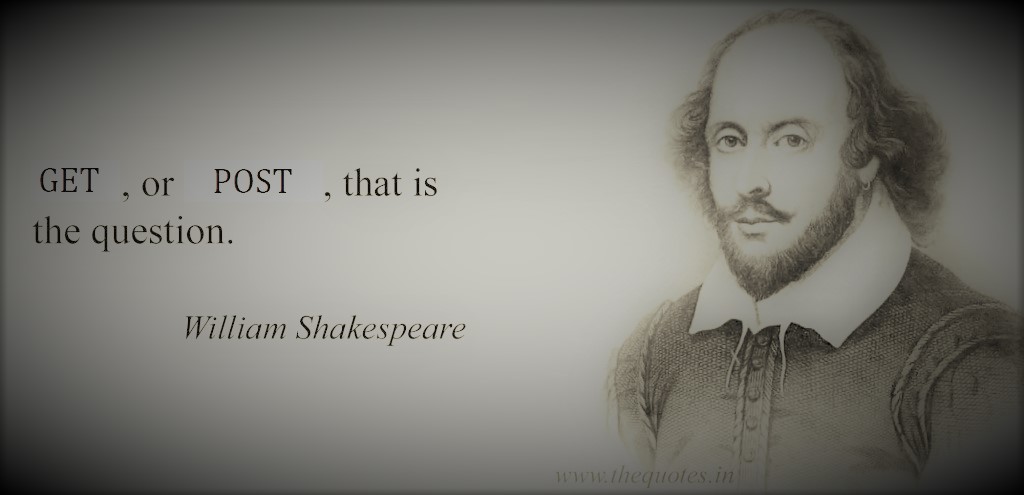 GET , or POST , that is
the question.
William Shakespeare
www.thequotes.in